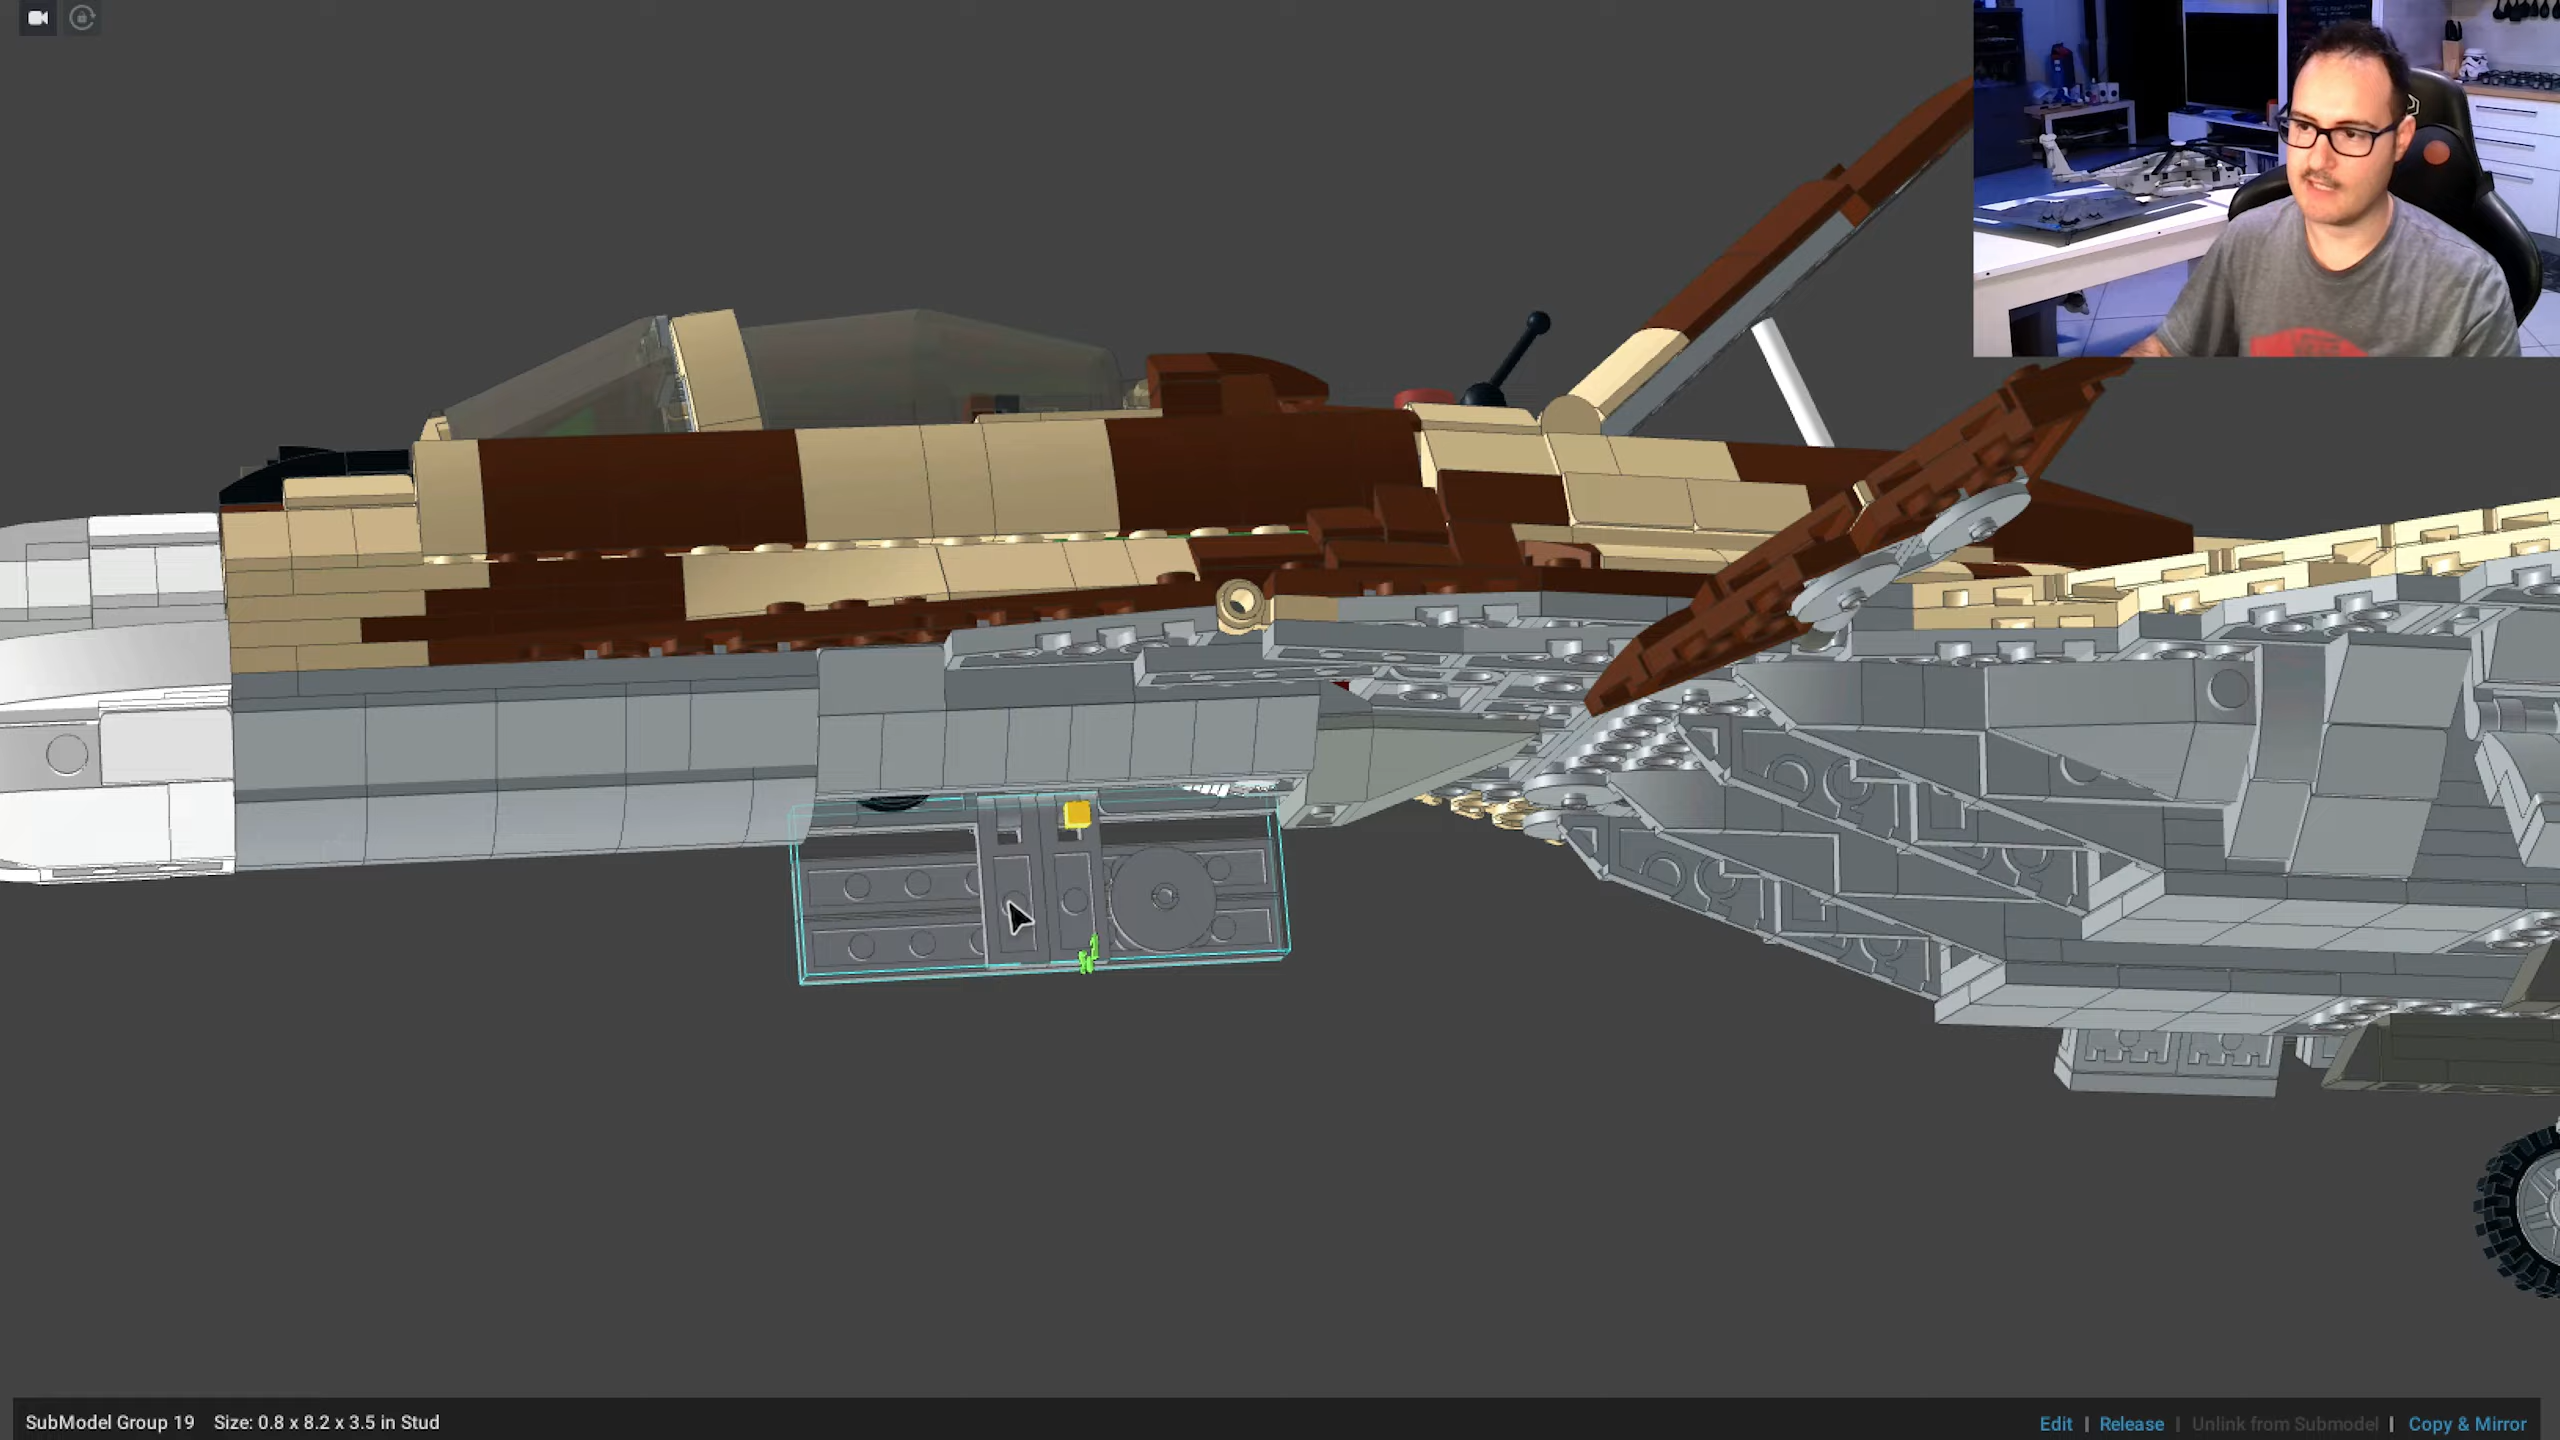 SubModel Group 19 Size: 0.8 x 8.2 x 3.5 in Stud
Edit | Release | Unlink from Submodel | Copy & Mirror